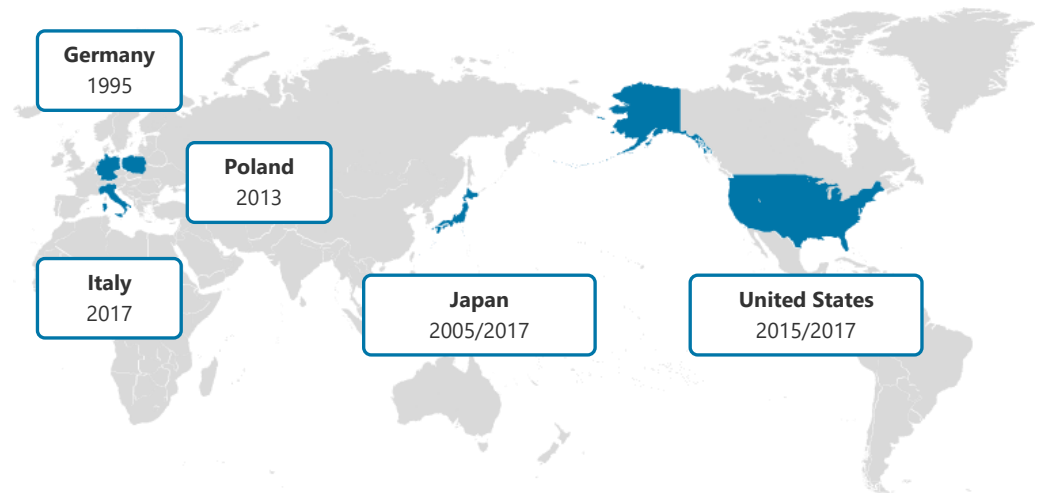 Germany
1995
Poland
2013
Italy
2017
Japan
2005/2017
United States
2015/2017